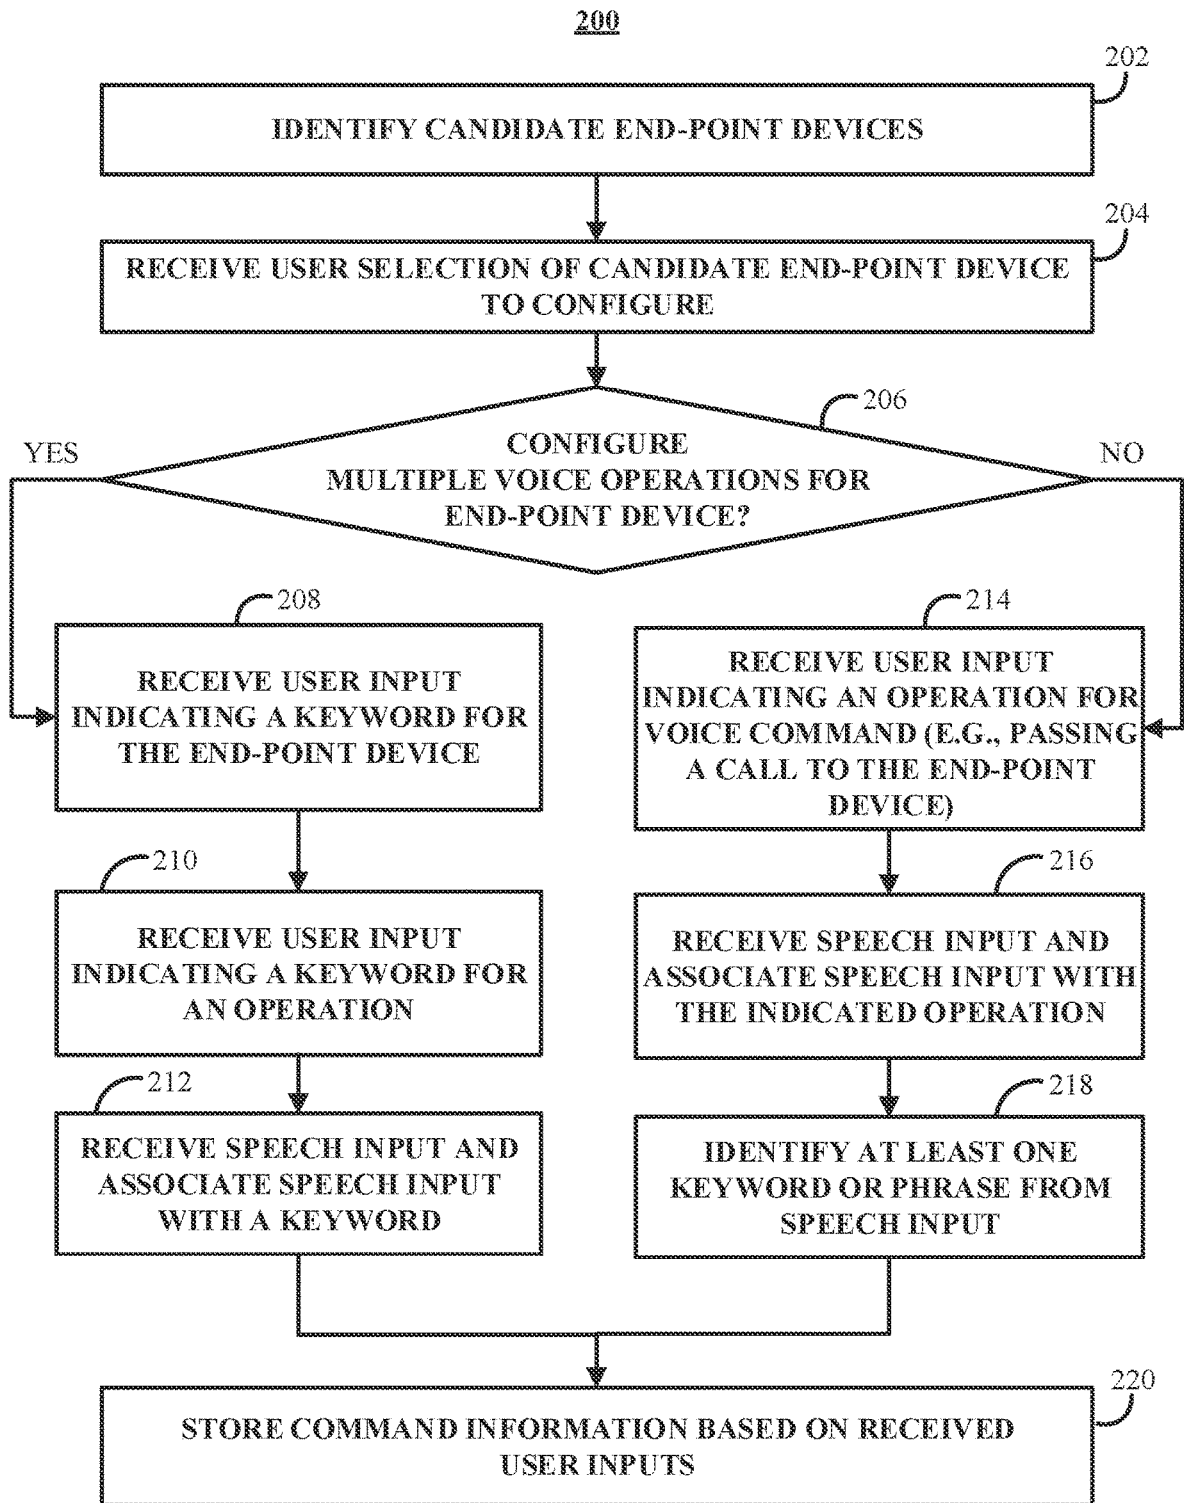 200
202
IDENTIFY CANDIDATE END-POINT DEVICES
204
RECEIVE USER SELECTION OF CANDIDATE END-POINT DEVICE
TO CONFIGURE
206
YES
NO
CONFIGURE
MULTIPLE VOICE OPERATIONS FOR
END-POINT DEVICE?
208
RECEIVE USER INPUT
INDICATING A KEYWORD FOR
THE END-POINT DEVICE
210
RECEIVE USER INPUT
INDICATING A KEYWORD FOR
AN OPERATION
212
RECEIVE SPEECH INPUT AND
ASSOCIATE SPEECH INPUT
WITH A KEYWORD
214
RECEIVE USER INPUT
INDICATING AN OPERATION FOR
VOICE COMMAND (E.G., PASSING
A CALL TO THE END-POINT
DEVICE)
216
RECEIVE SPEECH INPUT AND
ASSOCIATE SPEECH INPUT WITH
THE INDICATED OPERATION
218
IDENTIFY AT LEAST ONE
KEYWORD OR PHRASE FROM
SPEECH INPUT
220
STORE COMMAND INFORMATION BASED ON RECEIVED
USER INPUTS